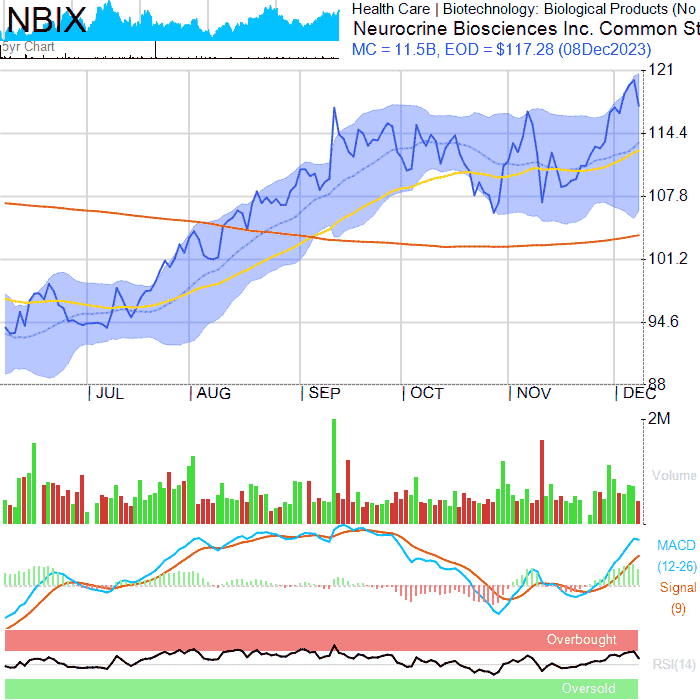 NBIX
5yr Chart
Health Care | Biotechnology: Biological Products (No
Neurocrine Biosciences Inc. Common St
MC = 11.5B, EOD = $117.28 (08Dec2023)
121
114.4
107.8
101.2
94.6
88
JUL AUG SEP OCT NOV DEC
2M
Volume
MACD
(12-26)
Signal
(9)
Overbought
RSI(14)
Oversold